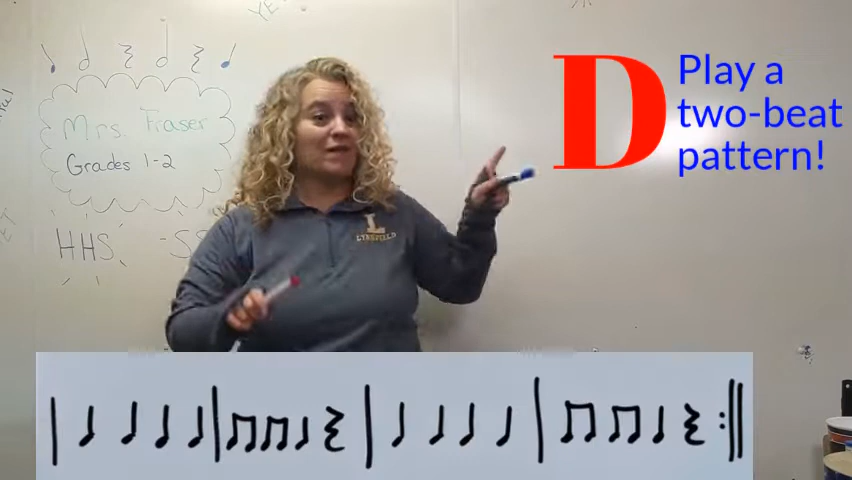 Mrs. Fraser
Grades 1-2
HHS
D
Play a
two-beat
pattern!
L
LYNNFIELD